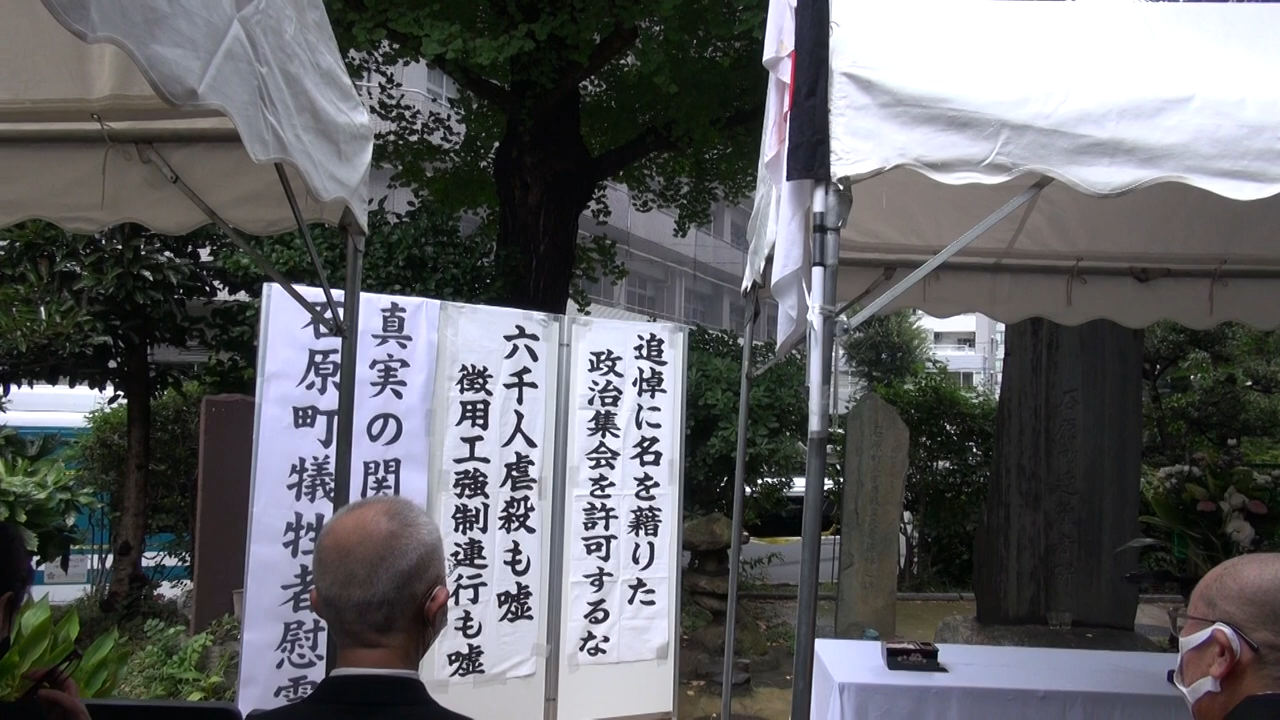 追悼に名を藉りた
政治集会を許可するな
六千人虐殺も嘘
徴用工強制連行も嘘
真実の関
石原町犠牲者慰霊